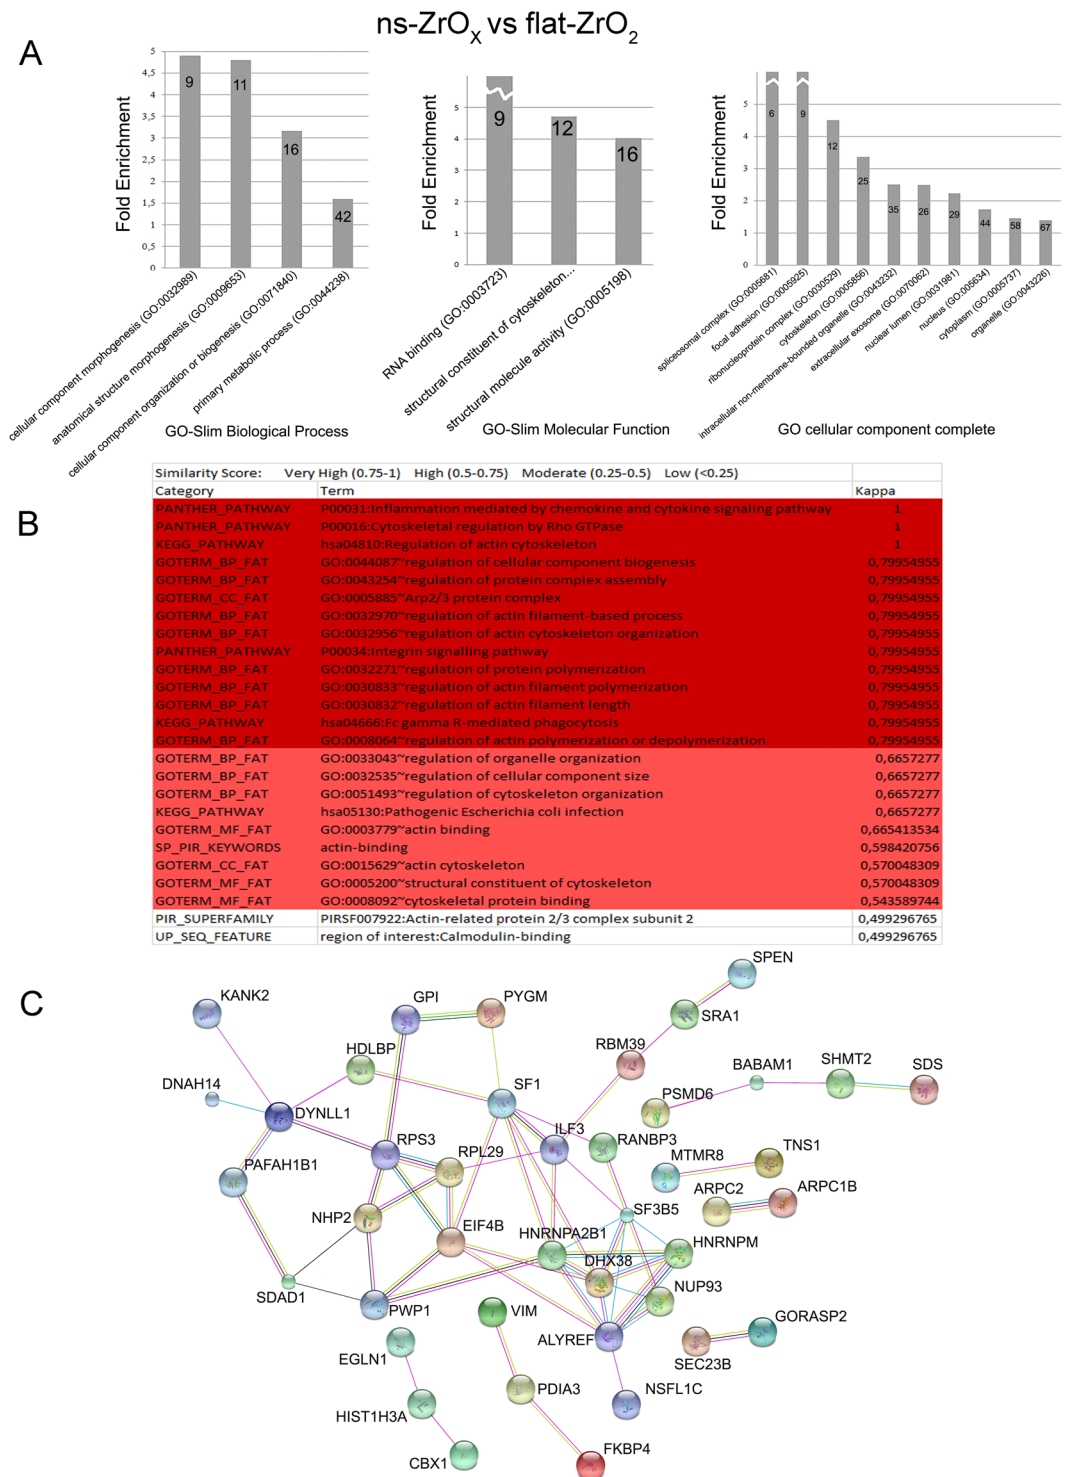 ns-ZrOX vs flat-ZrO2
A
Fold Enrichment
5
4,5
4
3,5
3
2,5
2
1,5
1
0,5
0
9
11
16
42
cellular component morphogenesis (GO:0032989)
anatomical structure morphogenesis (GO:0009653)
cellular component organization or biogenesis (GO:0071840)
primary metabolic process (GO:0044238)
GO-Slim Biological Process
Fold Enrichment
5
4
3
2
1
0
9
12
16
RNA binding (GO:0003723)
structural constituent of cytoskeleton...
structural molecule activity (GO:0005198)
GO-Slim Molecular Function
Fold Enrichment
5
4
3
2
1
0
6
9
12
25
35
26
29
44
58
67
spliceosomal complex (GO:0005681)
focal adhesion (GO:0005925)
ribonucleoprotein complex (GO:0030529)
cytoskeleton (GO:0005856)
intracellular non-membrane-bounded organelle (GO:0043232)
extracellular exosome (GO:0070062)
nuclear lumen (GO:0031981)
nucleus (GO:005634)
cytoplasm (GO:0005737)
organelle (GO:0043226)
GO cellular component complete
B
Similarity Score: Very High (0.75-1) High (0.5-0.75) Moderate (0.25-0.5) Low (<0.25)
Category Term Kappa
PANTHER_PATHWAY P00031:Inflammation mediated by chemokine and cytokine signaling pathway 1
PANTHER_PATHWAY P00016:Cytoskeletal regulation by Rho GTPase 1
KEGG_PATHWAY hsa04810:Regulation of actin cytoskeleton 1
GOTERM_BP_FAT GO:0044087~regulation of cellular component biogenesis 0,79954955
GOTERM_BP_FAT GO:0043254~regulation of protein complex assembly 0,79954955
GOTERM_CC_FAT GO:0005885~Arp2/3 protein complex 0,79954955
GOTERM_BP_FAT GO:0032970~regulation of actin filament-based process 0,79954955
GOTERM_BP_FAT GO:0032956~regulation of actin cytoskeleton organization 0,79954955
PANTHER_PATHWAY P00034:Integrin signalling pathway 0,79954955
GOTERM_BP_FAT GO:0032271~regulation of protein polymerization 0,79954955
GOTERM_BP_FAT GO:0030833~regulation of actin filament polymerization 0,79954955
GOTERM_BP_FAT GO:0030832~regulation of actin filament length 0,79954955
KEGG_PATHWAY hsa04666:Fc gamma R-mediated phagocytosis 0,79954955
GOTERM_BP_FAT GO:0008064~regulation of actin polymerization or depolymerization 0,79954955
GOTERM_BP_FAT GO:0033043~regulation of organelle organization 0,6657277
GOTERM_BP_FAT GO:0032535~regulation of cellular component size 0,6657277
GOTERM_BP_FAT GO:0051493~regulation of cytoskeleton organization 0,6657277
KEGG_PATHWAY hsa05130:Pathogenic Escherichia coli infection 0,6657277
GOTERM_MF_FAT GO:0003779~actin binding 0,665413534
SP_PIR_KEYWORDS actin-binding 0,598420756
GOTERM_CC_FAT GO:0015629~actin cytoskeleton 0,570048309
GOTERM_MF_FAT GO:0005200~structural constituent of cytoskeleton 0,570048309
GOTERM_MF_FAT GO:0008092~cytoskeletal protein binding 0,543589744
PIR_SUPERFAMILY PIRSF007922:Actin-related protein 2/3 complex subunit 2 0,499296765
UP_SEQ_FEATURE region of interest:Calmodulin-binding 0,499296765
C
SPEN
KANK2
GPI
PYGM
SRA1
RBM39
HDLBP
BABAM1
SHMT2
SDS
DNAH14
SF1
PSMD6
DYNLL1
ILF3
RANBP3
RPS3
RPL29
MTMR8
TNS1
PAFAH1B1
ARPC2
ARPC1B
NHP2
EIF4B
SF3B5
HNRNPA2B1
HNRNPM
DHX38
SDAD1
NUP93
PWP1
VIM
GORASP2
ALYREF
EGLN1
SEC23B
PDIA3
NSFL1C
HIST1H3A
CBX1
FKBP4